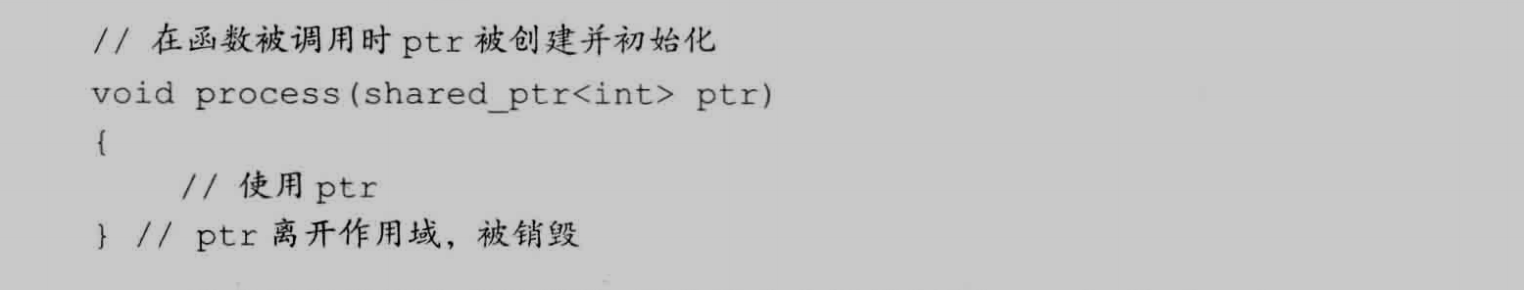 // 在函数被调用时 ptr 被创建并初始化
void process(shared_ptr<int> ptr)
{
// 使用 ptr
} // ptr 离开作用域，被销毁